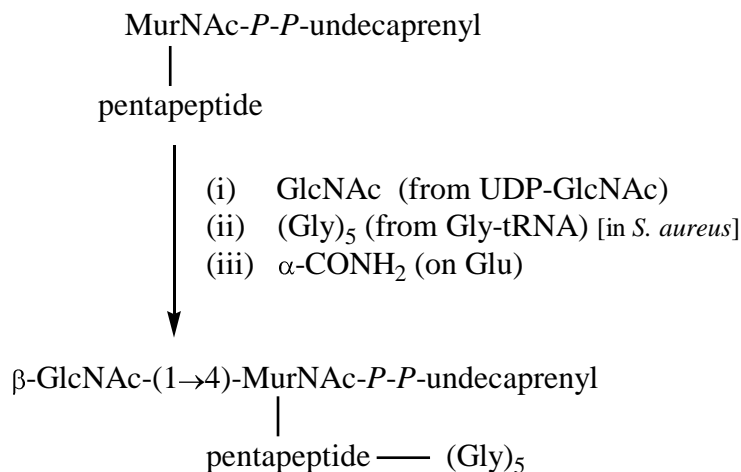 MurNAc-P-P-undecaprenyl
pentapeptide
(i) GlcNAc (from UDP-GlcNAc)
(ii) (Gly)₅ (from Gly-tRNA) [in S. aureus]
(iii) α-CONH₂ (on Glu)
β-GlcNAc-(1→4)-MurNAc-P-P-undecaprenyl
pentapeptide — (Gly)₅